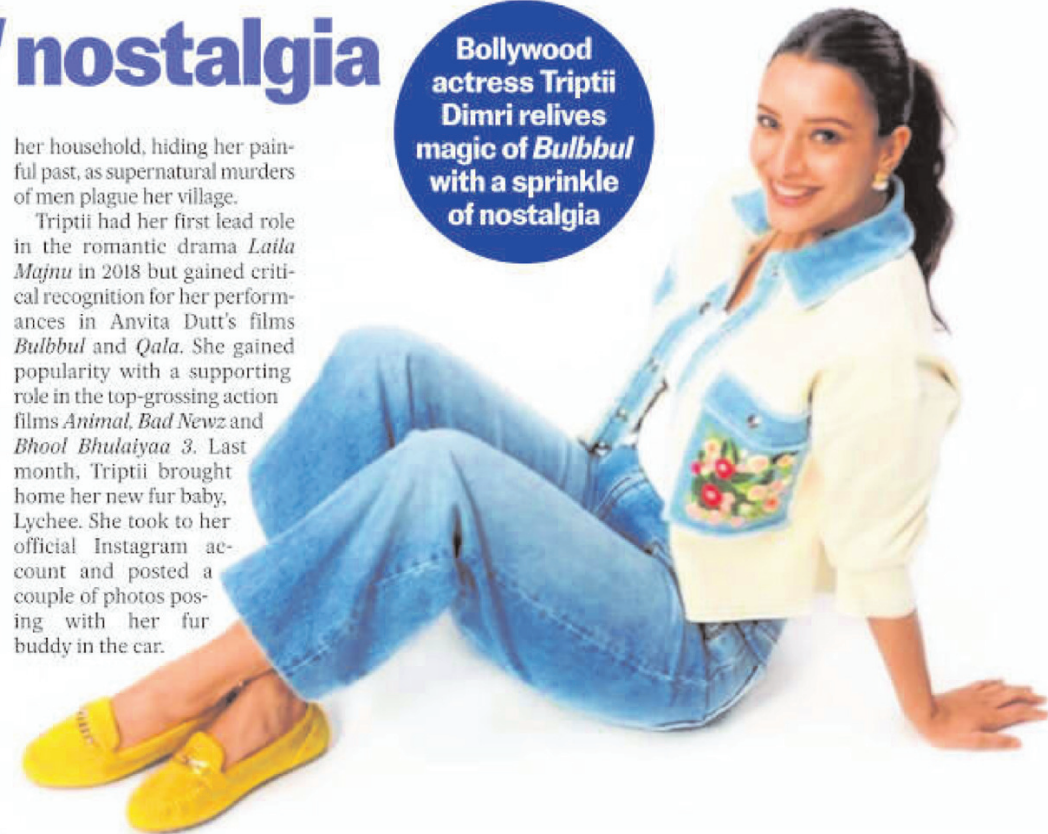 nostalgia
Bollywood
actress Triptii
Dimri relives
magic of Bulbbul
with a sprinkle
of nostalgia
her household, hiding her pain-
ful past, as supernatural murders
of men plague her village.
Triptii had her first lead role
in the romantic drama Laila
Majnu in 2018 but gained criti-
cal recognition for her perform-
ances in Anvita Dutt's films
Bulbbul and Qala. She gained
popularity with a supporting
role in the top-grossing action
films Animal, Bad Newz and
Bhool Bhulaiyaa 3. Last
month, Triptii brought
home her new fur baby,
Lychee. She took to her
official Instagram ac-
count and posted a
couple of photos pos-
ing with her fur
buddy in the car.